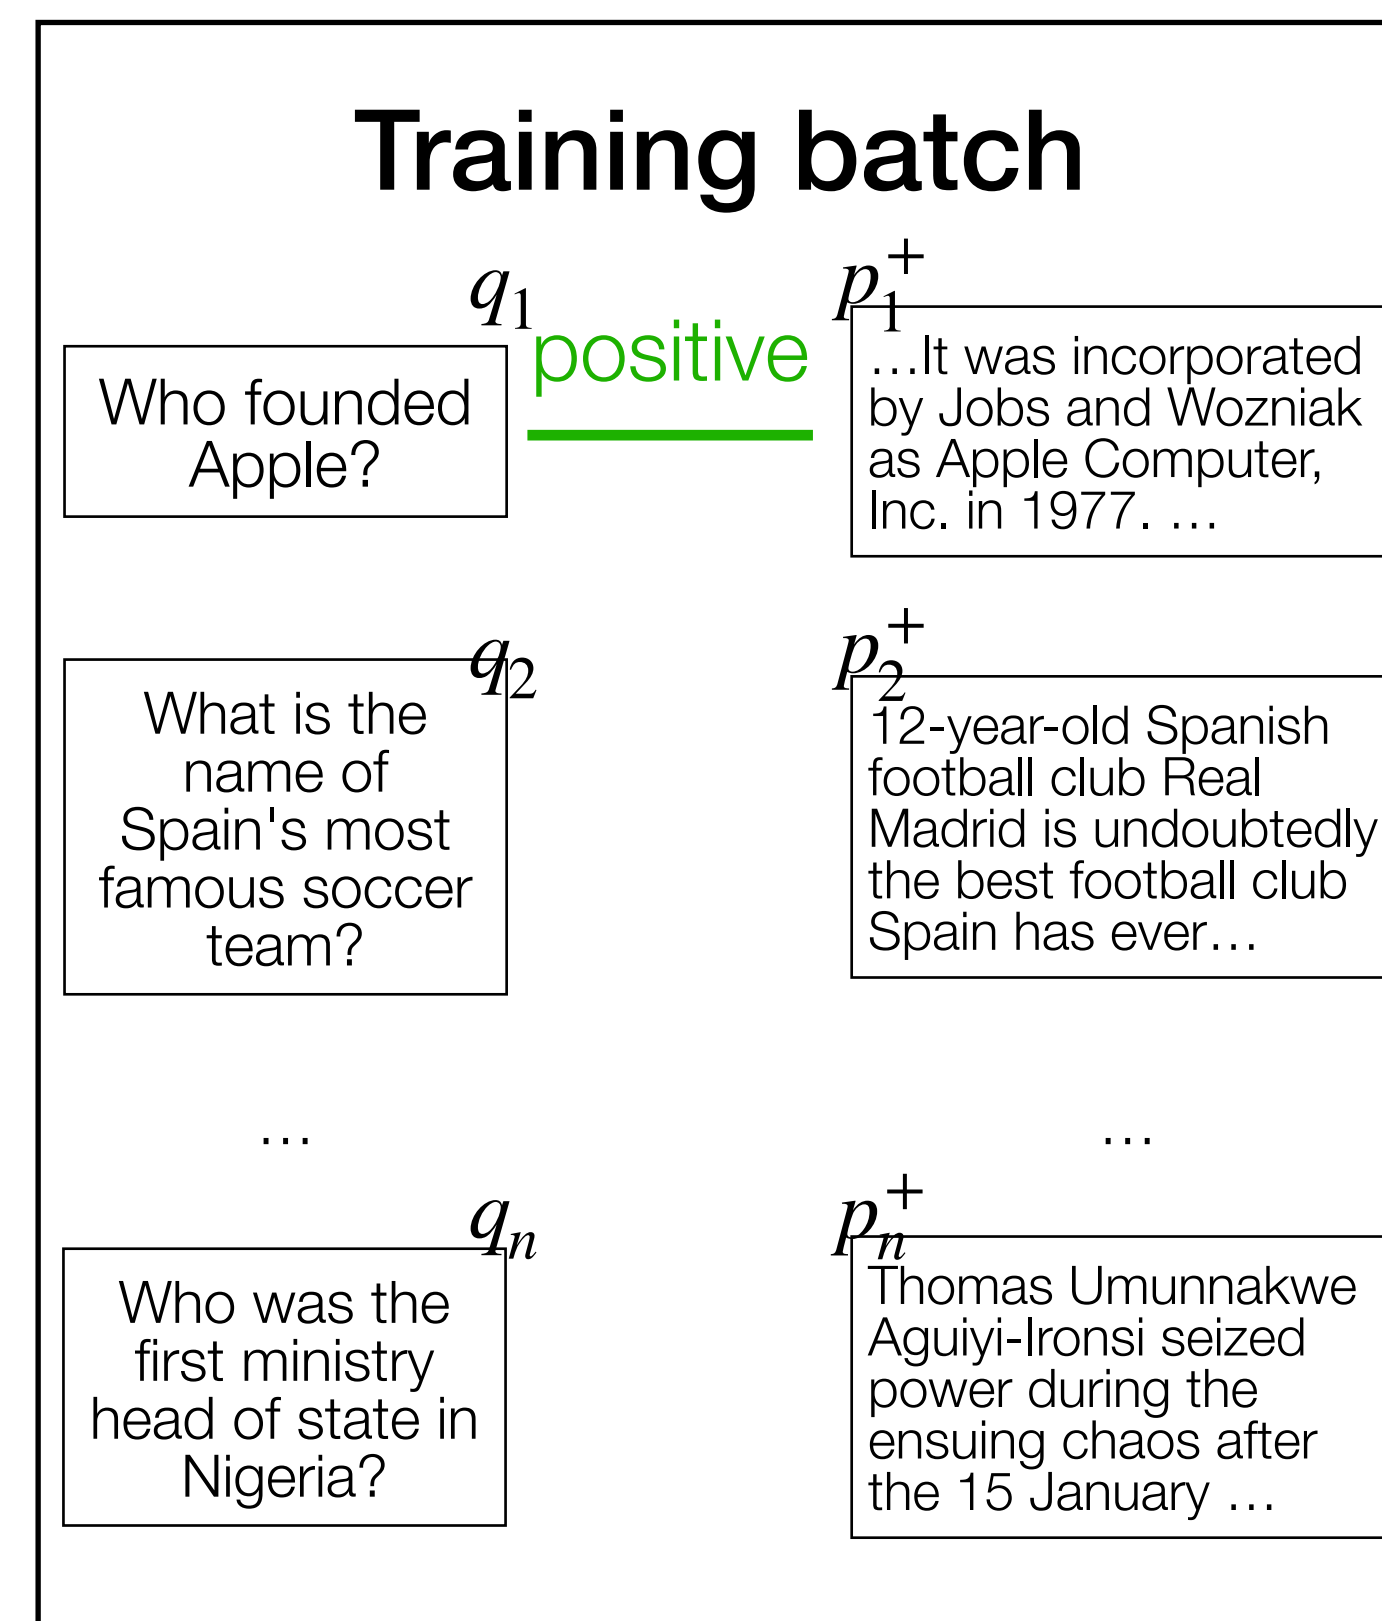 Training batch
q₁
p₁⁺
positive
Who founded
Apple?
…It was incorporated
by Jobs and Wozniak
as Apple Computer,
Inc. in 1977. …
q₂
p₂⁺
What is the
name of
Spain's most
famous soccer
team?
12-year-old Spanish
football club Real
Madrid is undoubtedly
the best football club
Spain has ever…
…
…
qₙ
pₙ⁺
Who was the
first ministry
head of state in
Nigeria?
Thomas Umunnakwe
Aguiyi-Ironsi seized
power during the
ensuing chaos after
the 15 January …